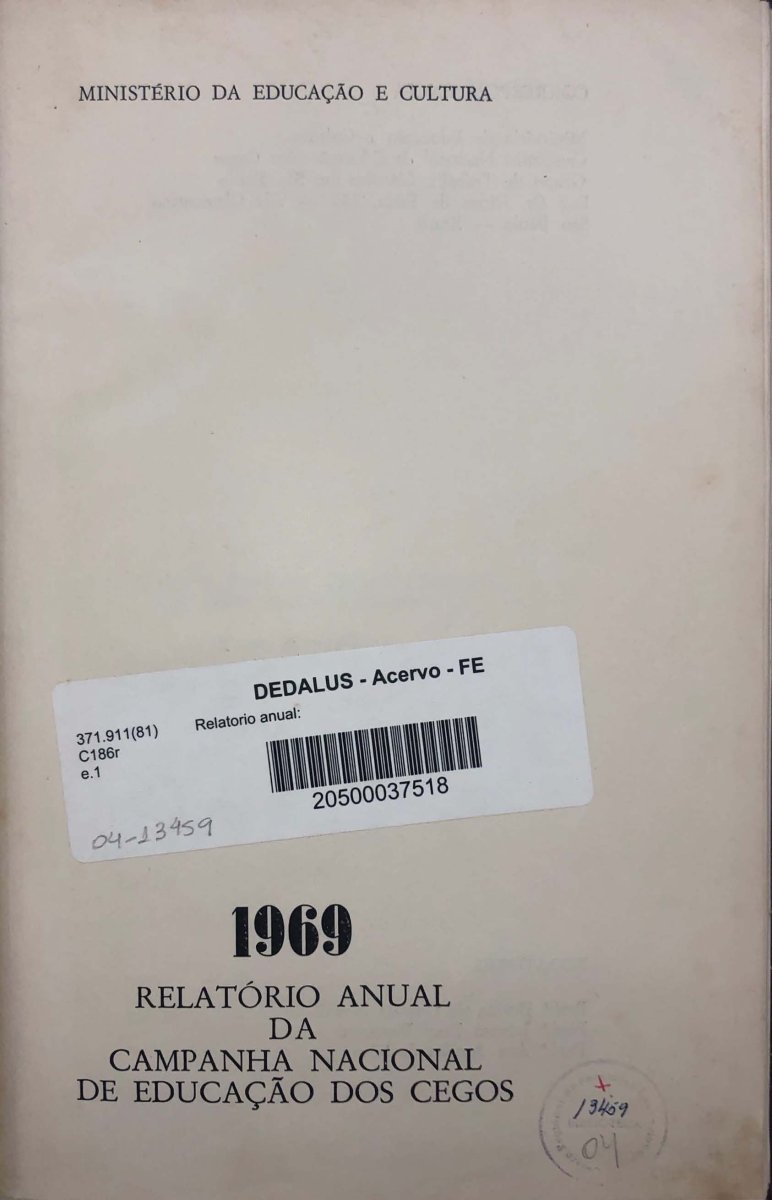 MINISTÉRIO DA EDUCAÇÃO E CULTURA
DEDALUS - Acervo - FE
371.911(81)
C186r
e.1
Relatorio anual:
20500037518
04-13459
1969
RELATÓRIO ANUAL
DA
CAMPANHA NACIONAL
DE EDUCAÇÃO DOS CEGOS
13459
04